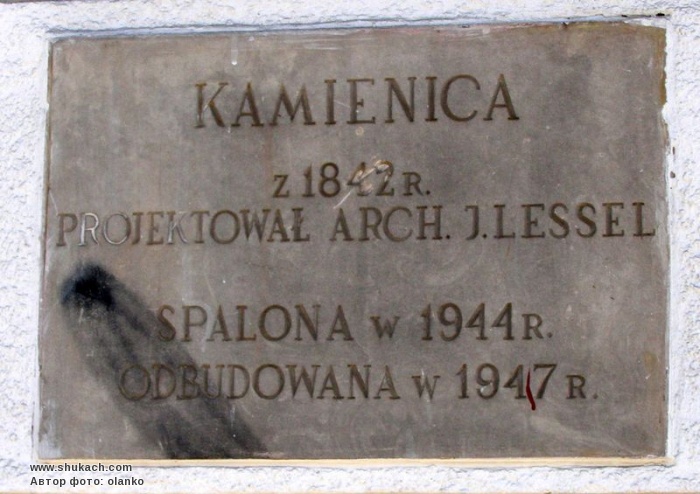 KAMIENICA
Z 1842 R.
PROJEKTOWAŁ ARCH. J. LESSEL
SPALONA W 1944 R.
ODBUDOWANA W 1947 R.
www.shukach.com
Автор фото: olanko